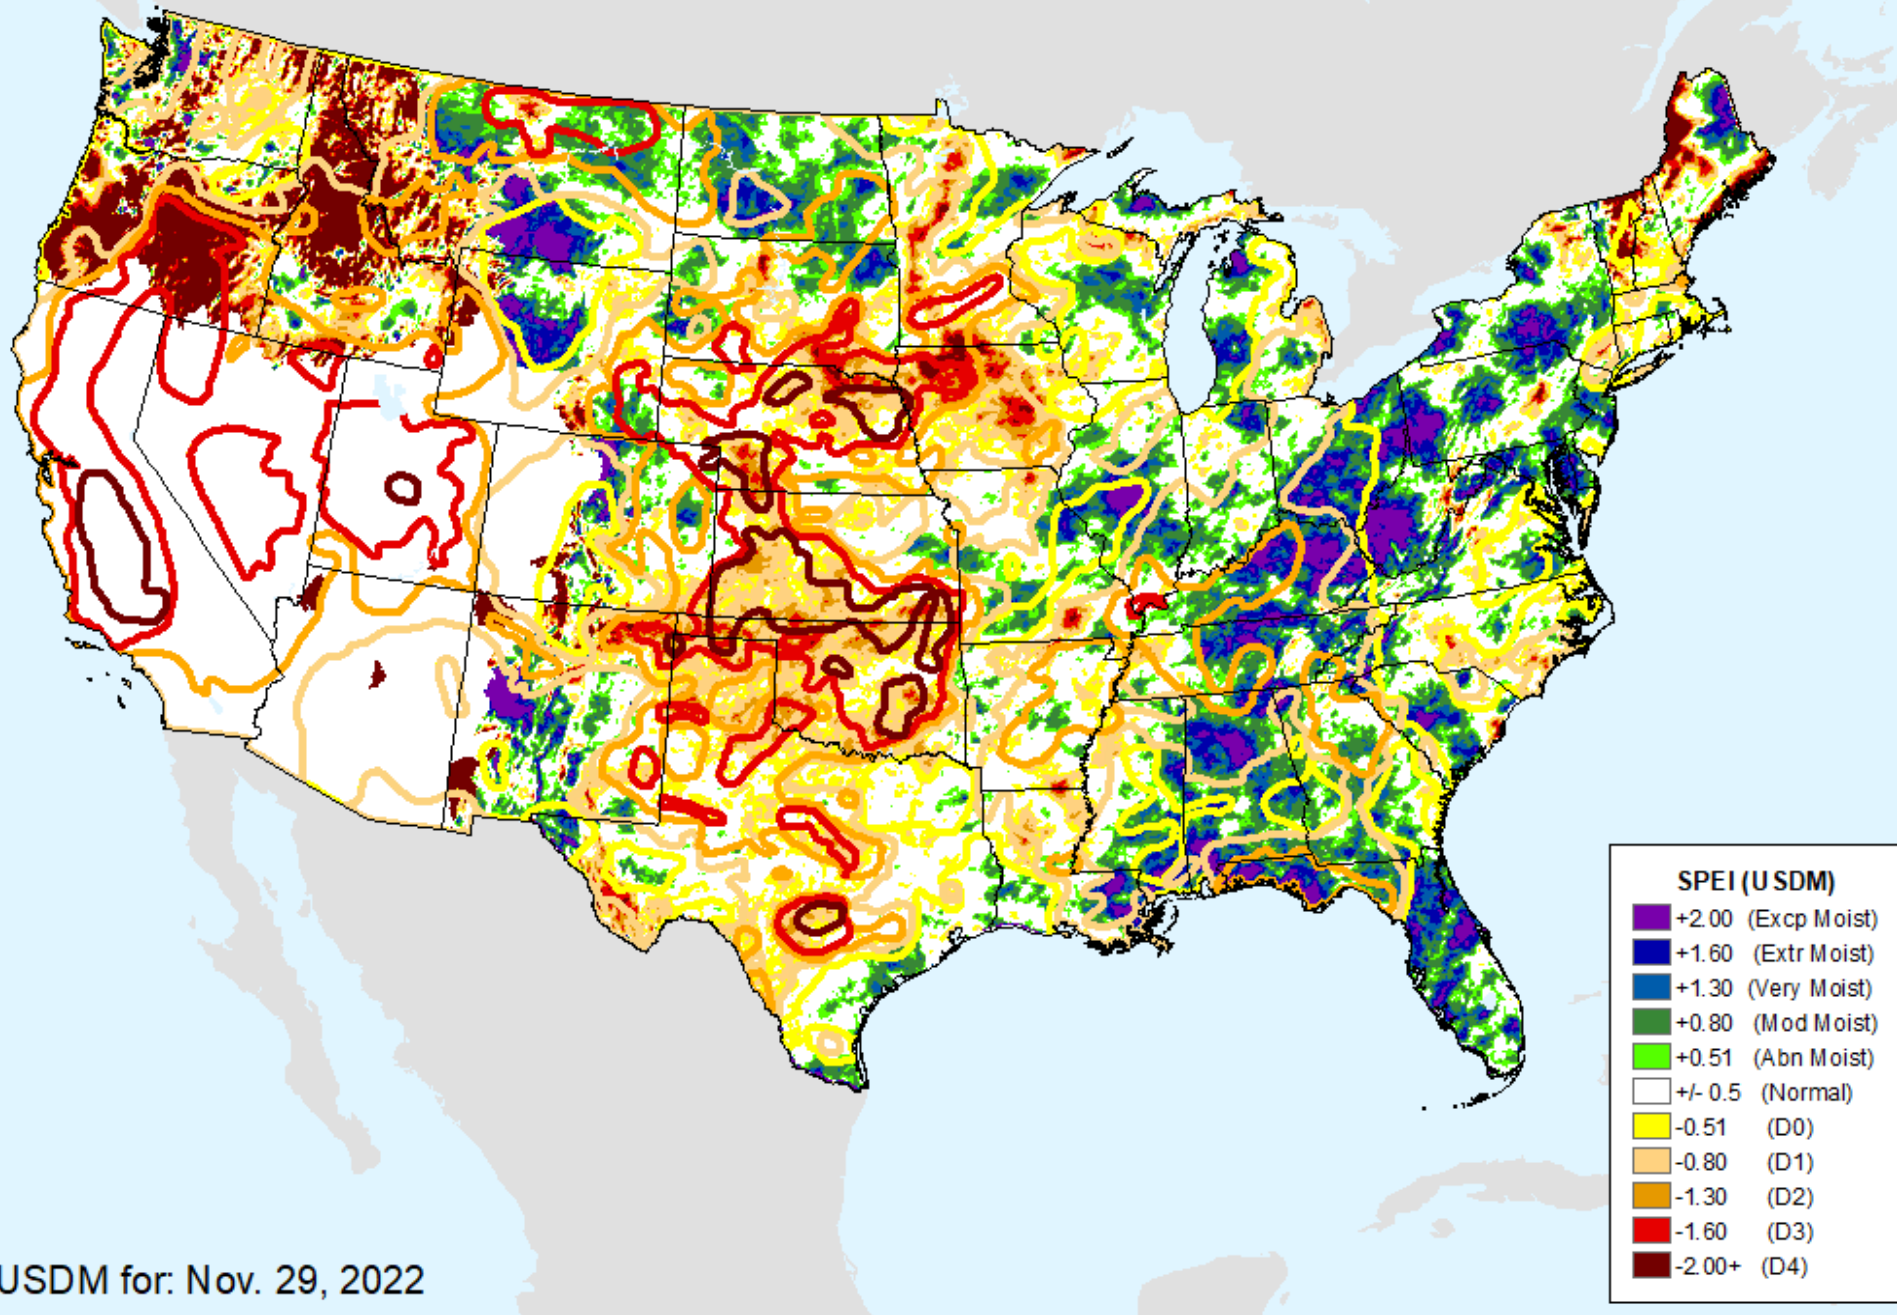 SPEI (USDM)
+2.00 (Excp Moist)
+1.60 (Extr Moist)
+1.30 (Very Moist)
+0.80 (Mod Moist)
+0.51 (Abn Moist)
+/- 0.5 (Normal)
-0.51 (D0)
-0.80 (D1)
-1.30 (D2)
-1.60 (D3)
-2.00+ (D4)
USDM for: Nov. 29, 2022